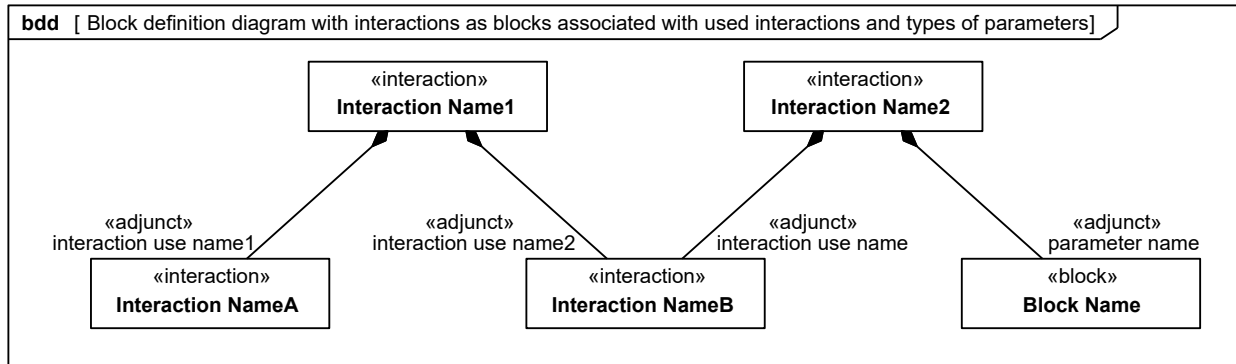 bdd [ Block definition diagram with interactions as blocks associated with used interactions and types of parameters]
«interaction»
Interaction Name1
«interaction»
Interaction Name2
«adjunct»
interaction use name1
«adjunct»
interaction use name2
«adjunct»
interaction use name
«adjunct»
parameter name
«interaction»
Interaction NameA
«interaction»
Interaction NameB
«block»
Block Name